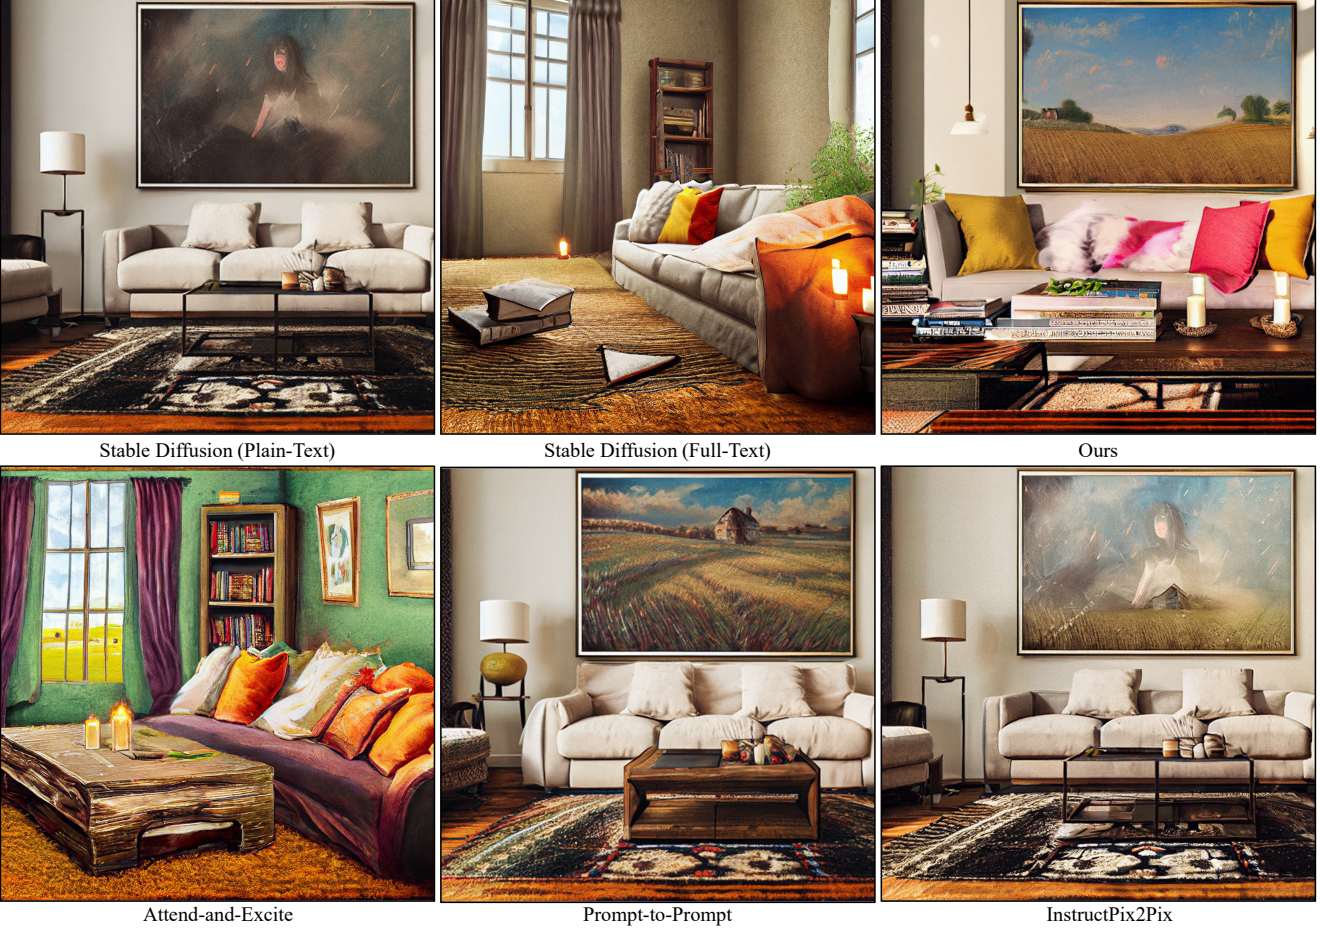 Stable Diffusion (Plain-Text)
Stable Diffusion (Full-Text)
Ours
Attend-and-Excite
Prompt-to-Prompt
InstructPix2Pix